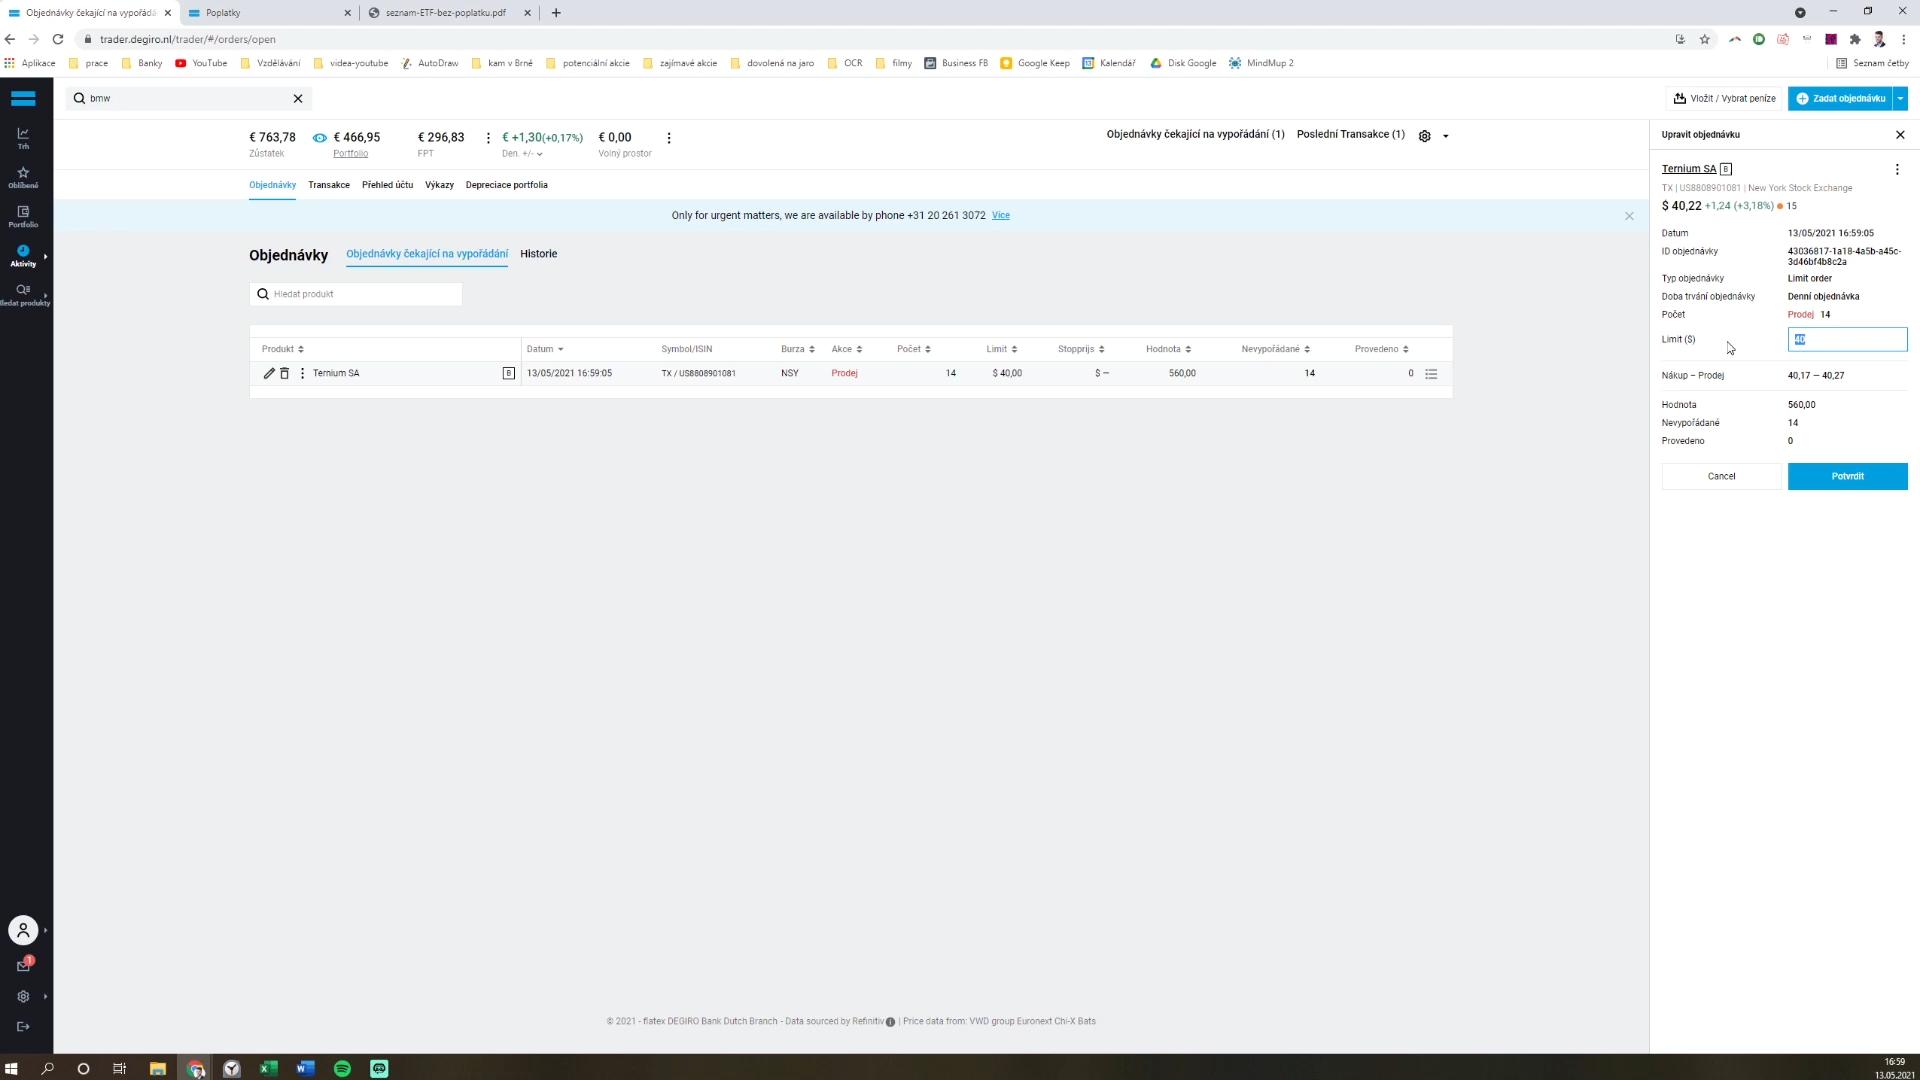 Objednávky čekající na vypořádá
Poplatky
seznam-ETF-bez-poplatku.pdf
trader.degiro.nl/trader/#/orders/open
Aplikace prace Banky YouTube Vzdělávání videa-youtube AutoDraw kam v Brně potenciální akcie zajímavé akcie dovolená na jaro OCR filmy Business FB Google Keep Kalendář Disk Google MindMup 2 Seznam četby
bmw
Vložit / Vybrat peníze Zadat objednávku
€ 763,78 € 466,95 € 296,83 € +1,30(+0,17%) € 0,00
Zůstatek Portfolio FPT Den. +/- Volný prostor
Objednávky čekající na vypořádání (1) Poslední Transakce (1)
Objednávky Transakce Přehled účtu Výkazy Depreciace portfolia
Only for urgent matters, we are available by phone +31 20 261 3072 Více
Objednávky Objednávky čekající na vypořádání Historie
Hledat produkt
Produkt Datum Symbol/ISIN Burza Akce Počet Limit Stopprijs Hodnota Nevypořádané Provedeno
Ternium SA B 13/05/2021 16:59:05 TX / US8808901081 NSY Prodej 14 $ 40,00 $ — 560,00 14 0
Trh
Oblíbené
Portfolio
Aktivity
Hledat produkty
1
Upravit objednávku
Ternium SA B
TX | US8808901081 | New York Stock Exchange
$ 40,22 +1,24 (+3,18%) 15
Datum 13/05/2021 16:59:05
ID objednávky 43036817-1a18-4a5b-a45c-
3d46bf4b8c2a
Typ objednávky Limit order
Doba trvání objednávky Denní objednávka
Počet Prodej 14
Limit ($) 40
Nákup – Prodej 40,17 — 40,27
Hodnota 560,00
Nevypořádané 14
Provedeno 0
Cancel Potvrdit
© 2021 - flatex DEGIRO Bank Dutch Branch - Data sourced by Refinitiv | Price data from: VWD group Euronext Chi-X Bats
16:59
13.05.2021